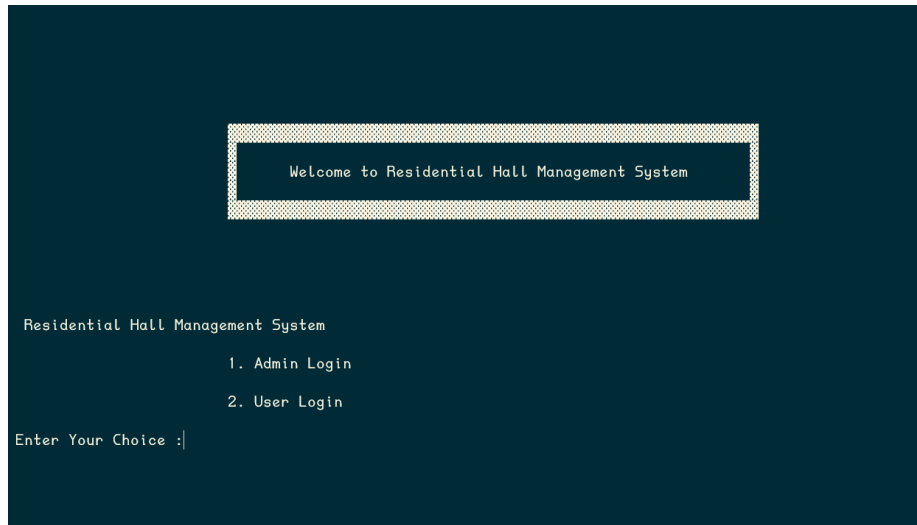 Welcome to Residential Hall Management System
Residential Hall Management System
1. Admin Login
2. User Login
Enter Your Choice :